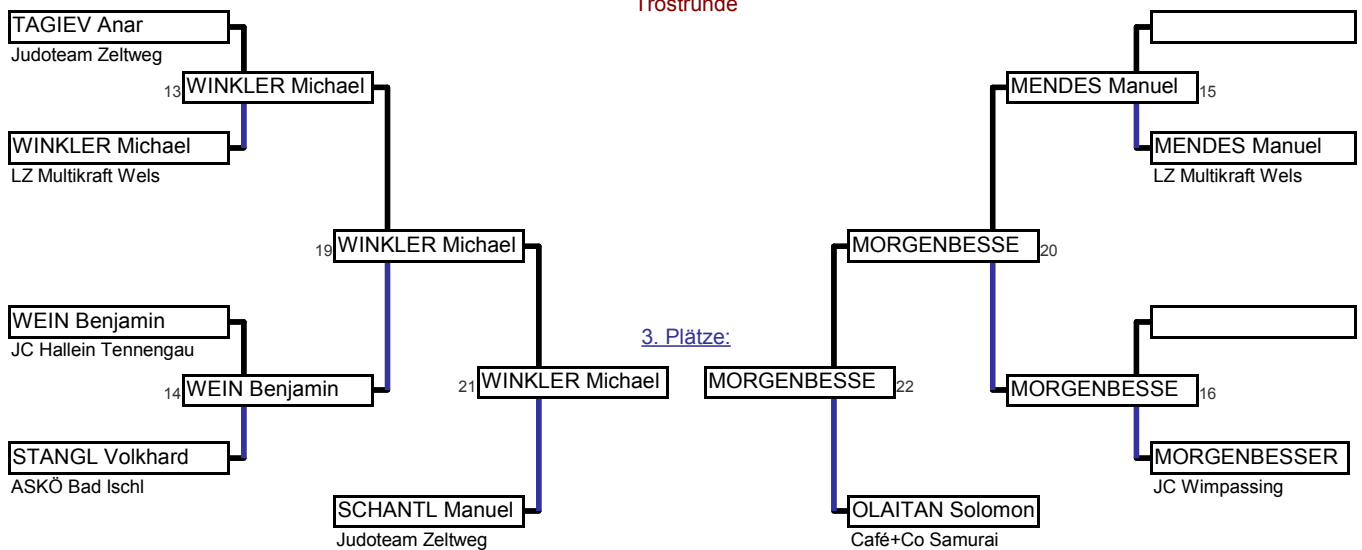 Trostrunde
TAGIEV Anar
Judoteam Zeltweg
13 WINKLER Michael
MENDES Manuel 15
WINKLER Michael
LZ Multikraft Wels
MENDES Manuel
LZ Multikraft Wels
19 WINKLER Michael
MORGENBESSE 20
WEIN Benjamin
JC Hallein Tennengau
3. Plätze:
14 WEIN Benjamin
21 WINKLER Michael
MORGENBESSE 22
MORGENBESSE 16
STANGL Volkhard
ASKÖ Bad Ischl
MORGENBESSER
JC Wimpassing
SCHANTL Manuel
Judoteam Zeltweg
OLAITAN Solomon
Café+Co Samurai